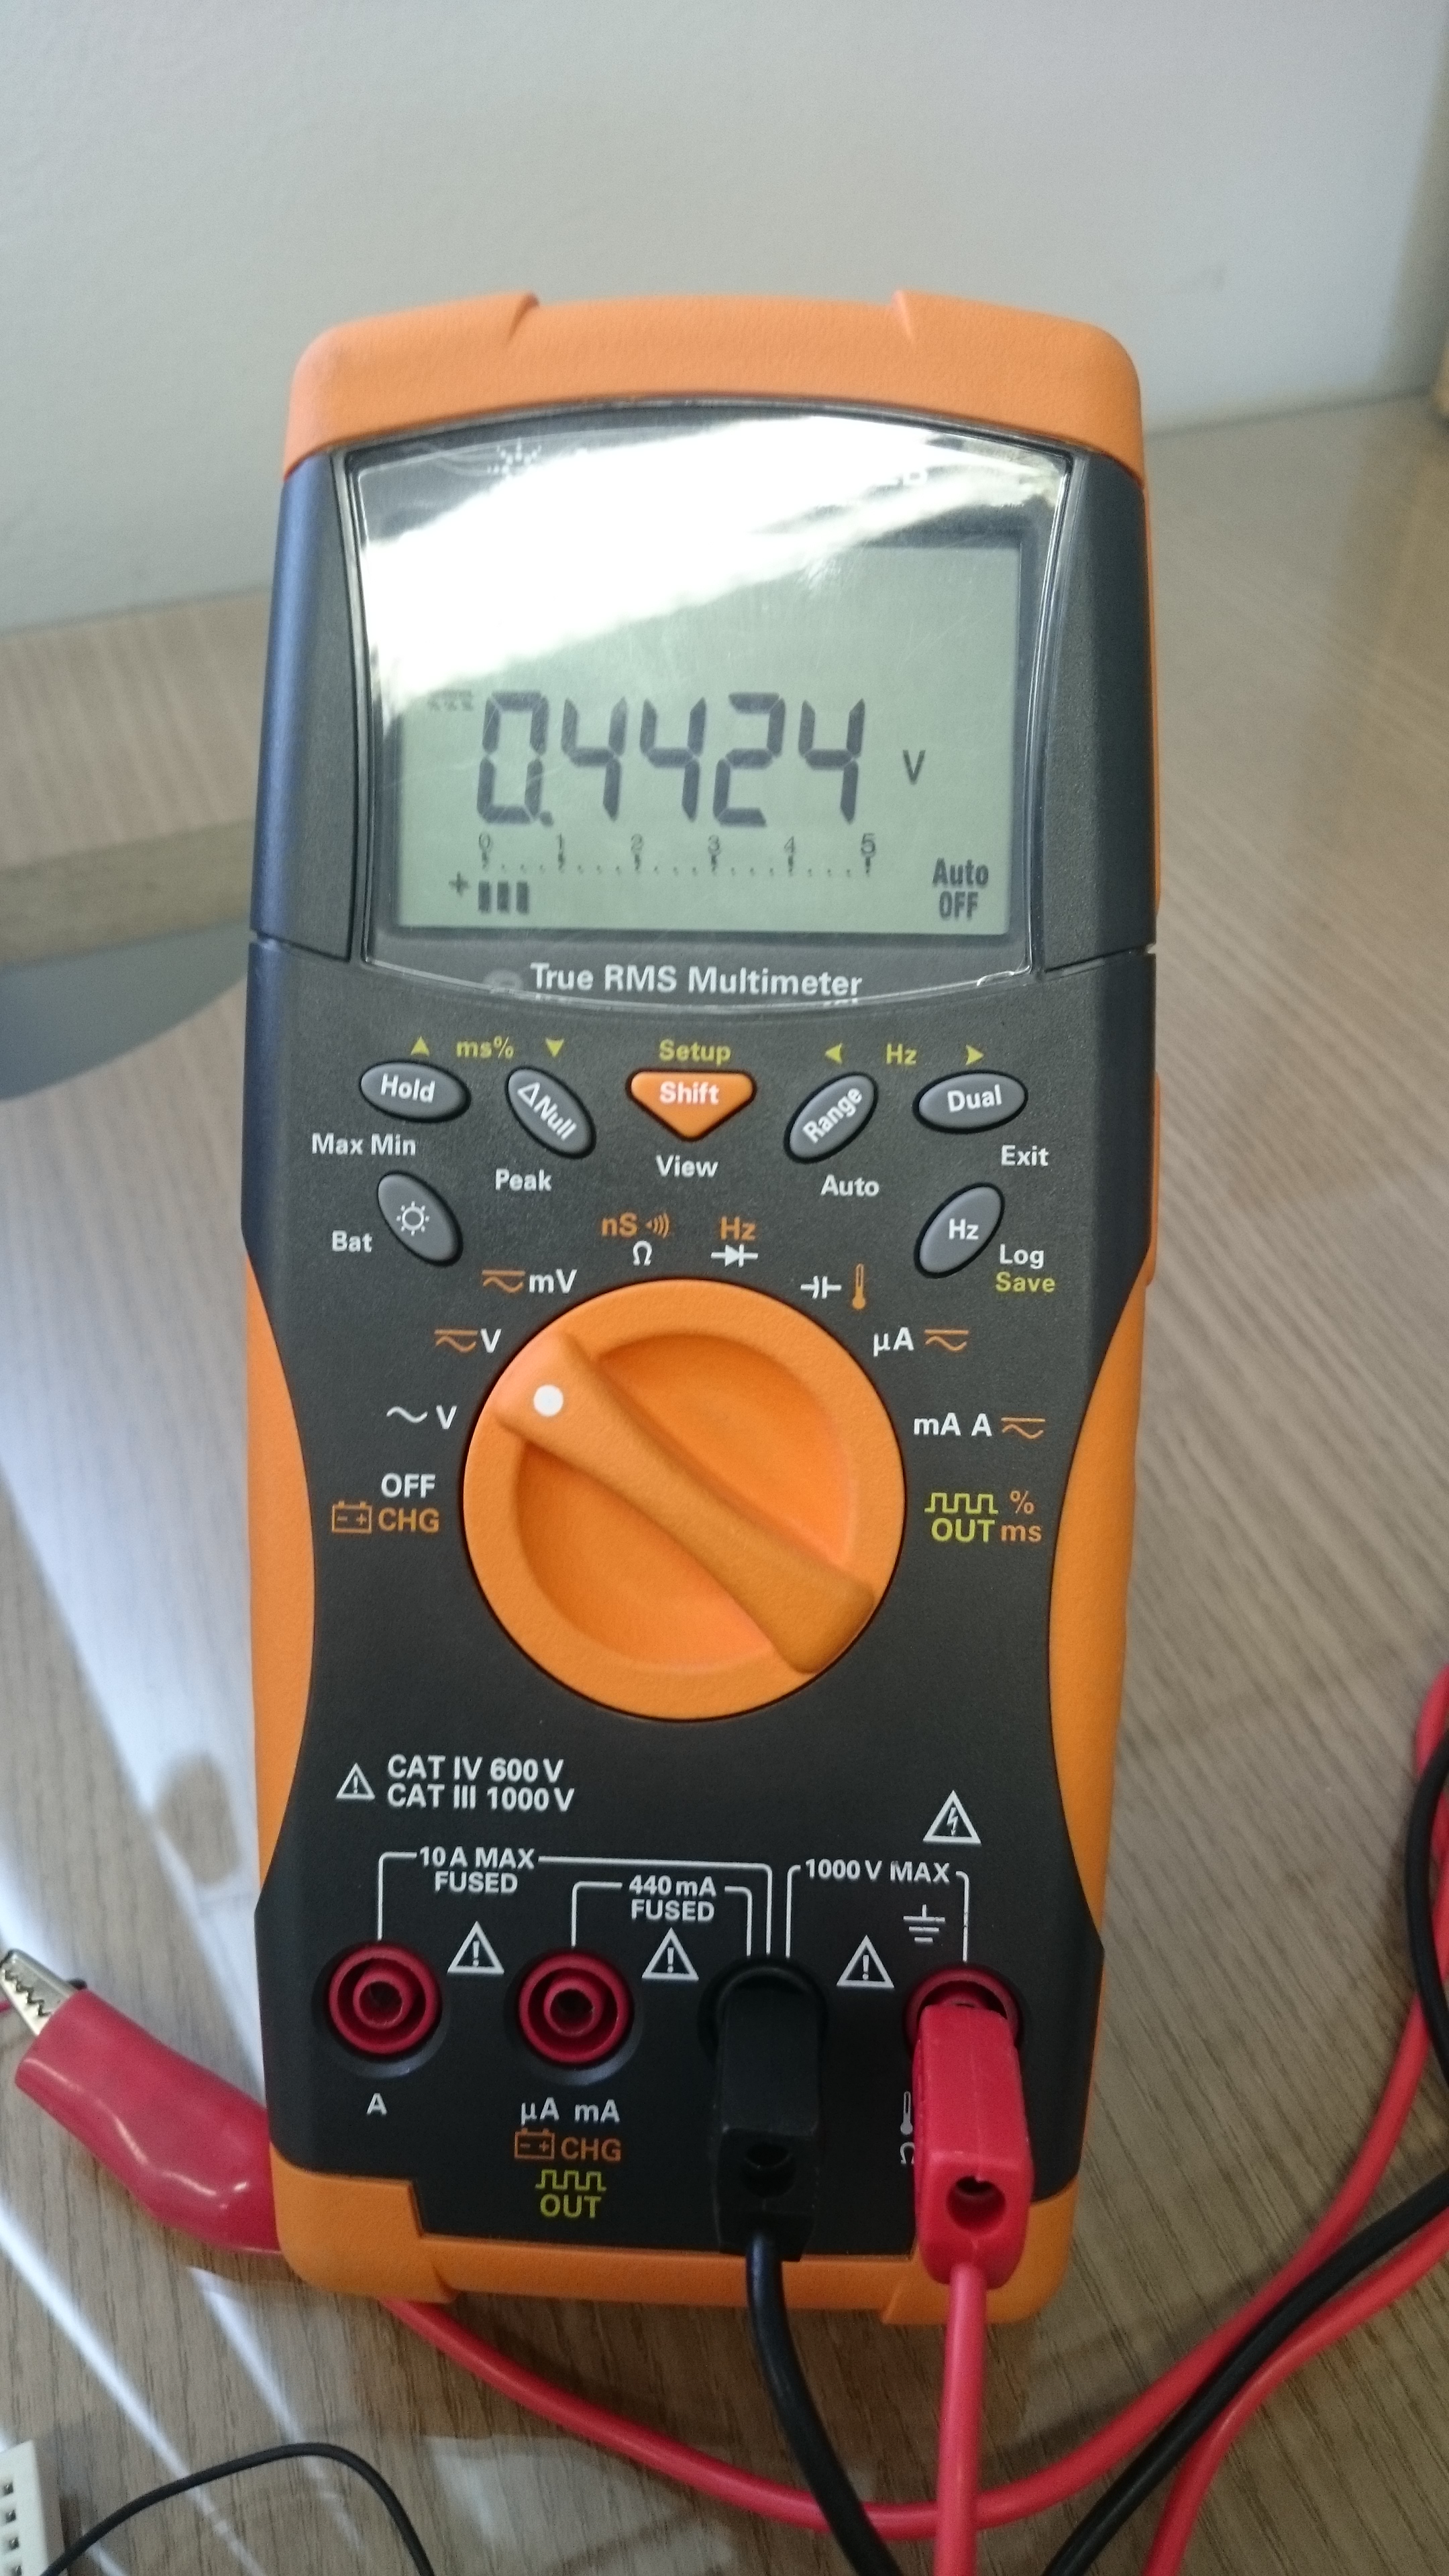 0.4424 V
0 1 2 3 4 5
+
Auto
OFF
True RMS Multimeter
ms% Setup Hz
Hold ΔNull Shift Range Dual
Max Min Peak View Auto Exit
Bat Hz Log
Save
nS Hz
Ω
mV
V μA
~ V mA A
OFF
- + CHG
%
OUT ms
CAT IV 600 V
CAT III 1000 V
10 A MAX
FUSED
440 mA
FUSED
1000 V MAX
A
μA mA
- + CHG
OUT
Ω